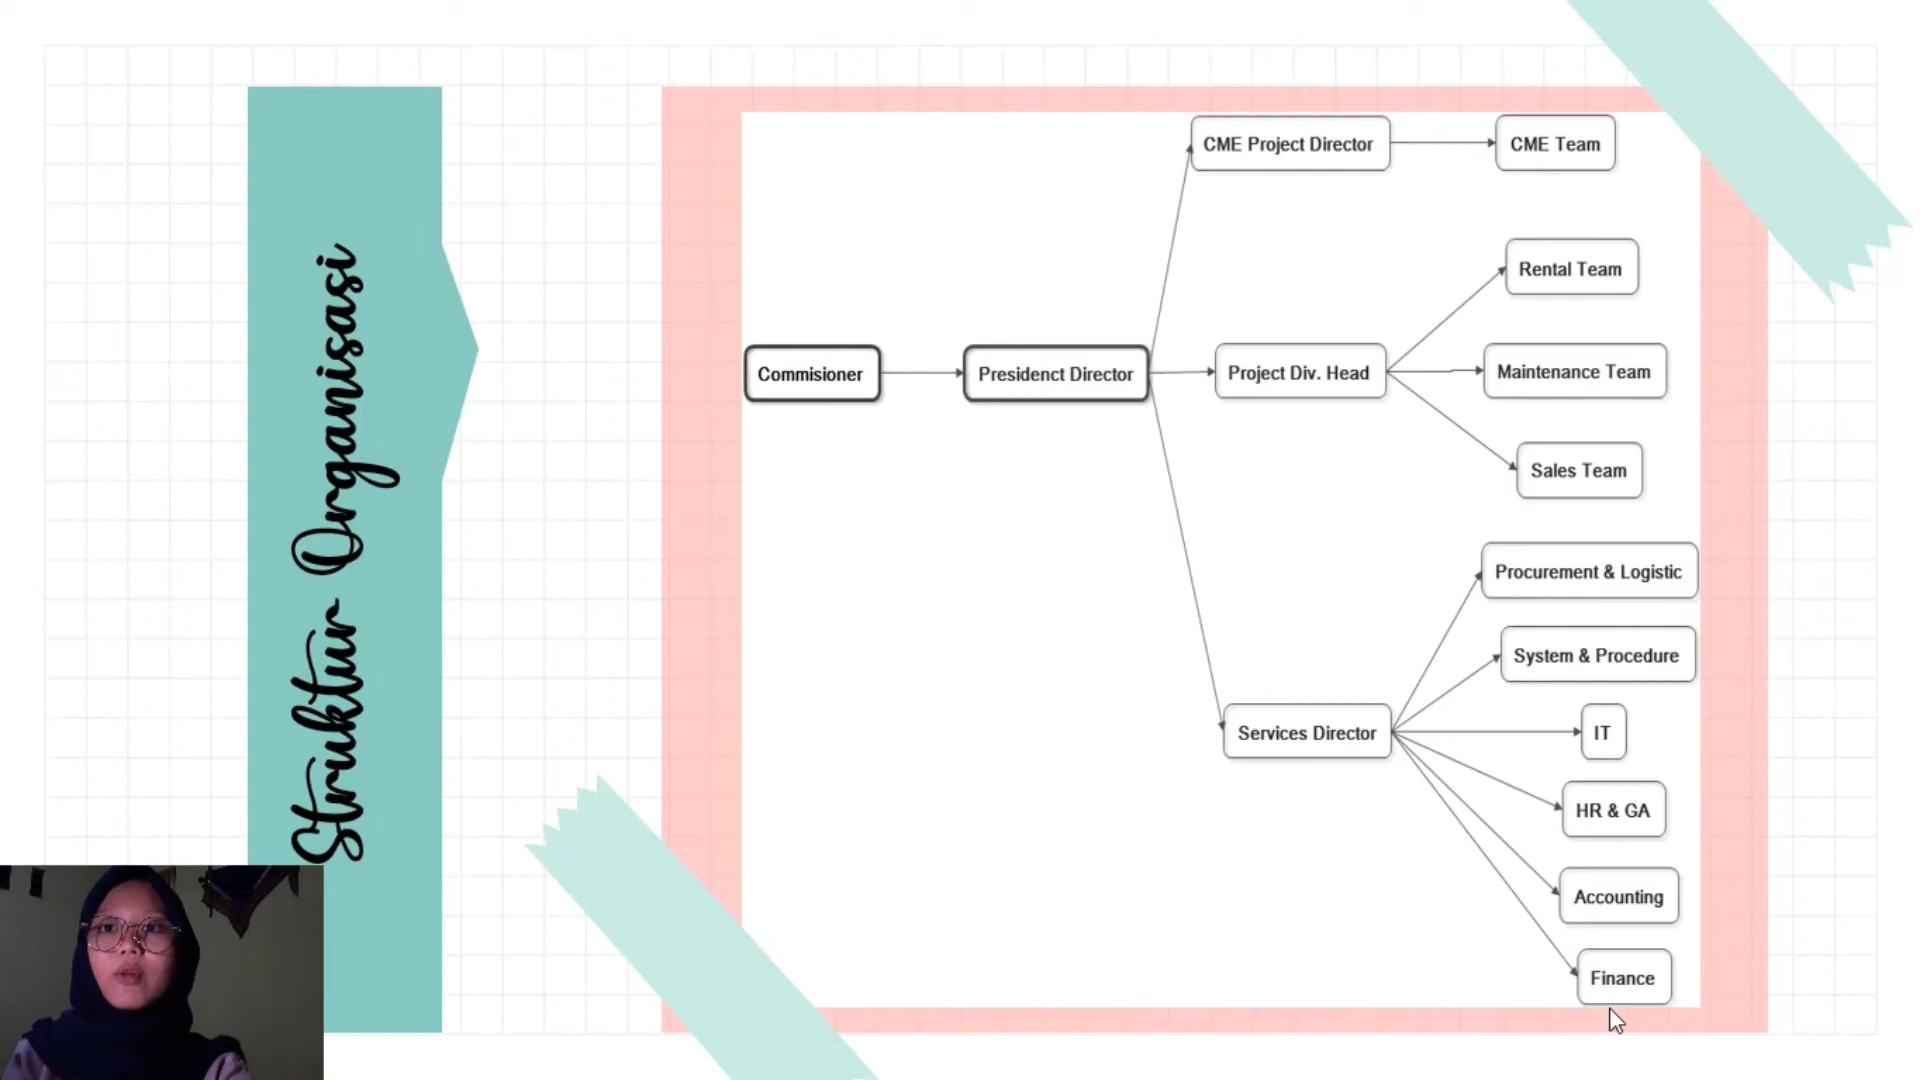 Struktur Organisasi
CME Project Director
CME Team
Rental Team
Commisioner
Presidenct Director
Project Div. Head
Maintenance Team
Sales Team
Procurement & Logistic
System & Procedure
Services Director
IT
HR & GA
Accounting
Finance